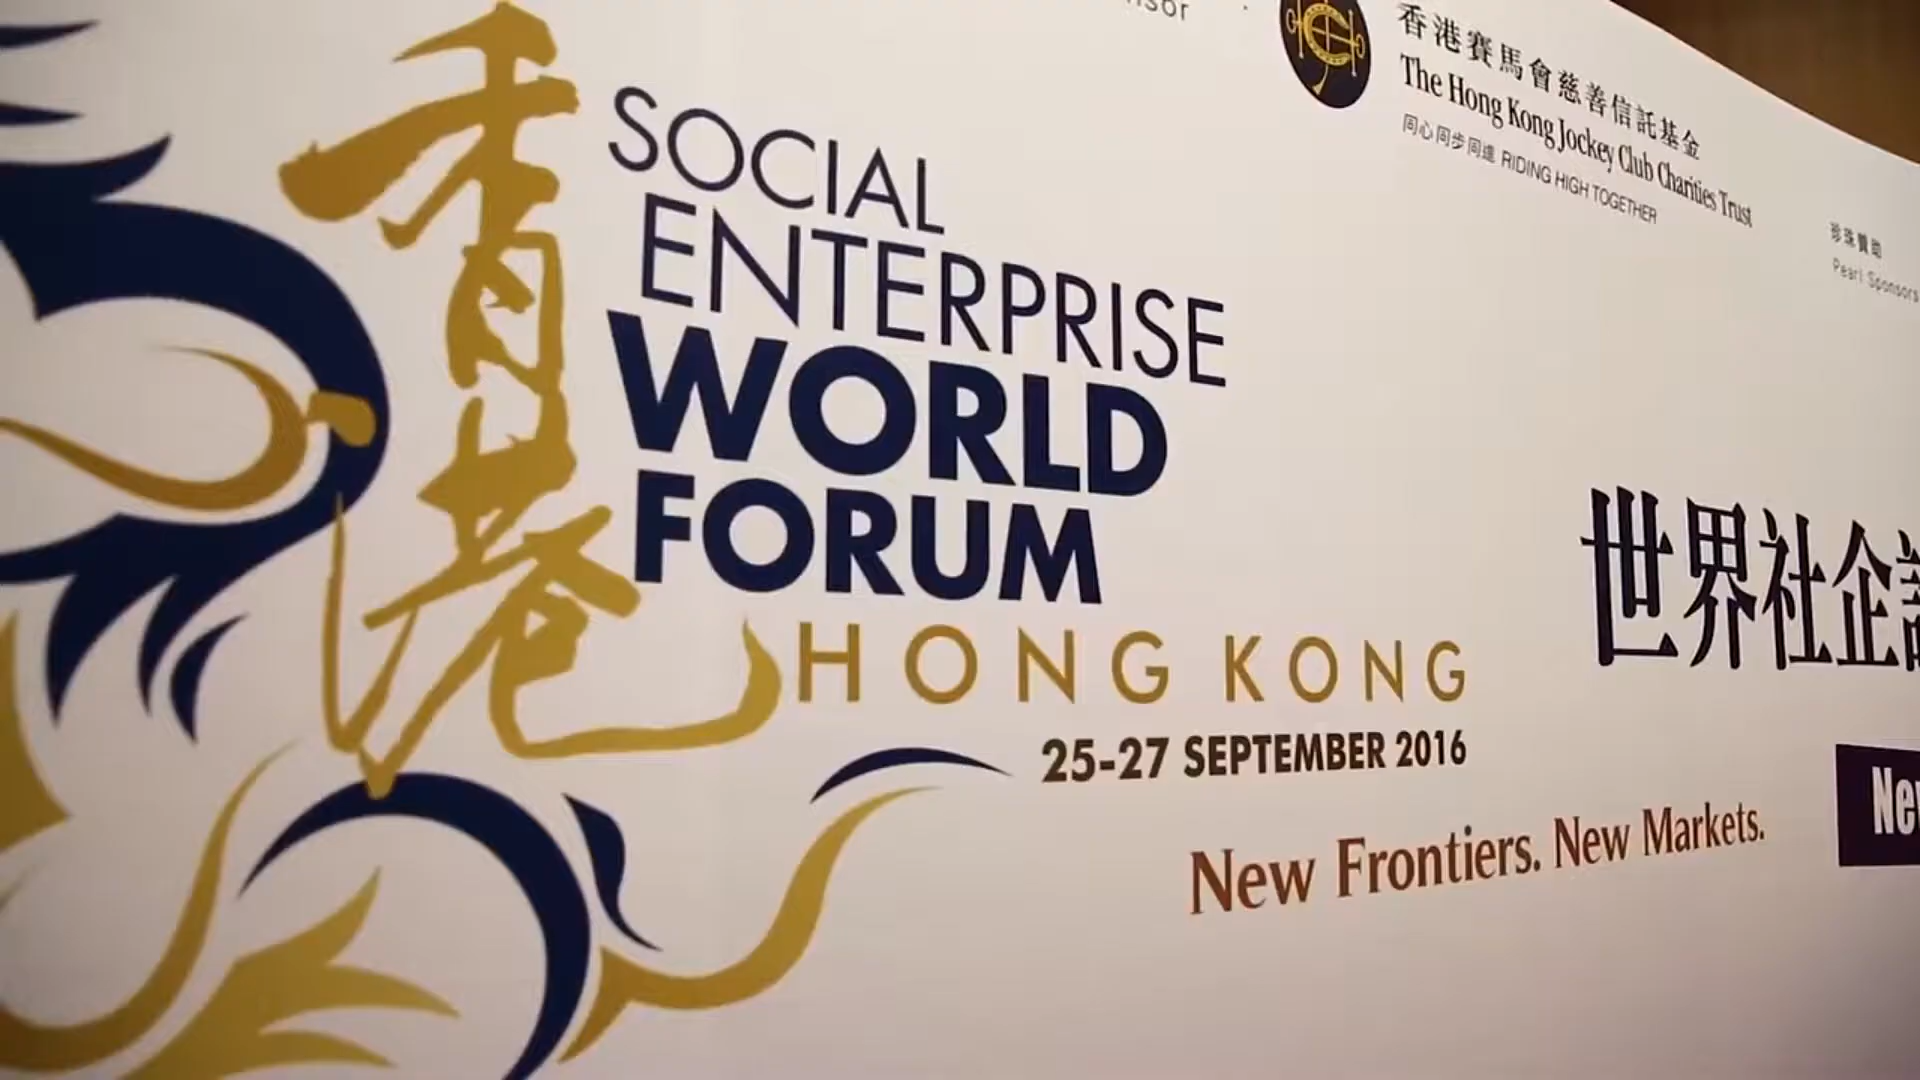 香港
SOCIAL
ENTERPRISE
WORLD
FORUM
HONG KONG
25-27 SEPTEMBER 2016
New Frontiers. New Markets.
香港賽馬會慈善信託基金
The Hong Kong Jockey Club Charities Trust
同心同步同進 RIDING HIGH TOGETHER
珍珠贊助
Pearl Sponsors
世界社企